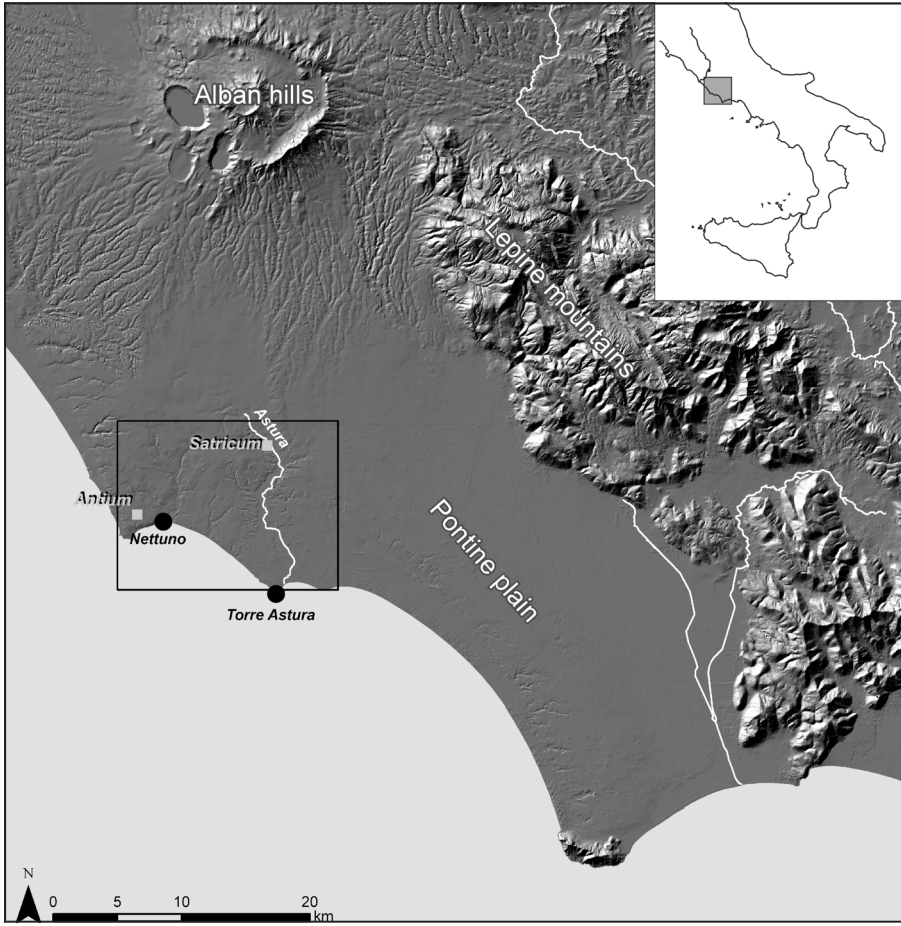 Alban hills
Lepine mountains
Astura
Satricum
Antium
Nettuno
Pontine plain
Torre Astura
N
0 5 10 20
km